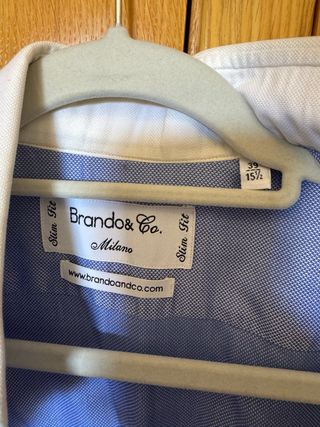 39
15½
Slim Fit
Brando & Co.
Milano
Slim Fit
www.brandoandco.com